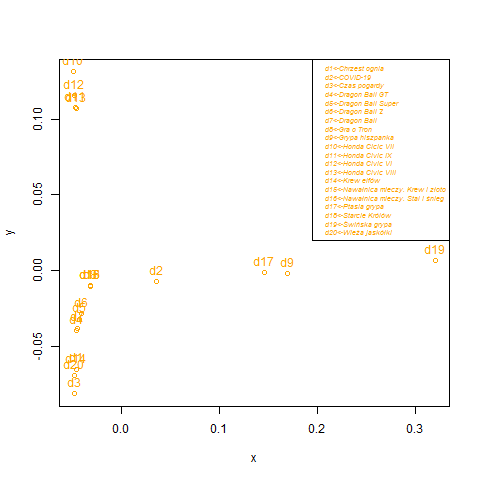 d10
d12
d13
d1<-Chrzest ognia
d2<-COVID-19
d3<-Czas pogardy
d4<-Dragon Ball GT
d5<-Dragon Ball Super
d6<-Dragon Ball Z
d7<-Dragon Ball
d8<-Gra o Tron
d9<-Grypa hiszpanka
d10<-Honda Civic VII
d11<-Honda Civic IX
d12<-Honda Civic VI
d13<-Honda Civic VIII
d14<-Krew elfów
d15<-Nawałnica mieczy. Krew i złoto
d16<-Nawałnica mieczy. Stal i śnieg
d17<-Ptasia grypa
d18<-Starcie Królów
d19<-Świńska grypa
d20<-Wieża jaskółki
0.10
0.05
y
0.00
-0.05
d2
d17
d9
d19
d6
d5
d14
d20
d3
0.0
0.1
0.2
0.3
x